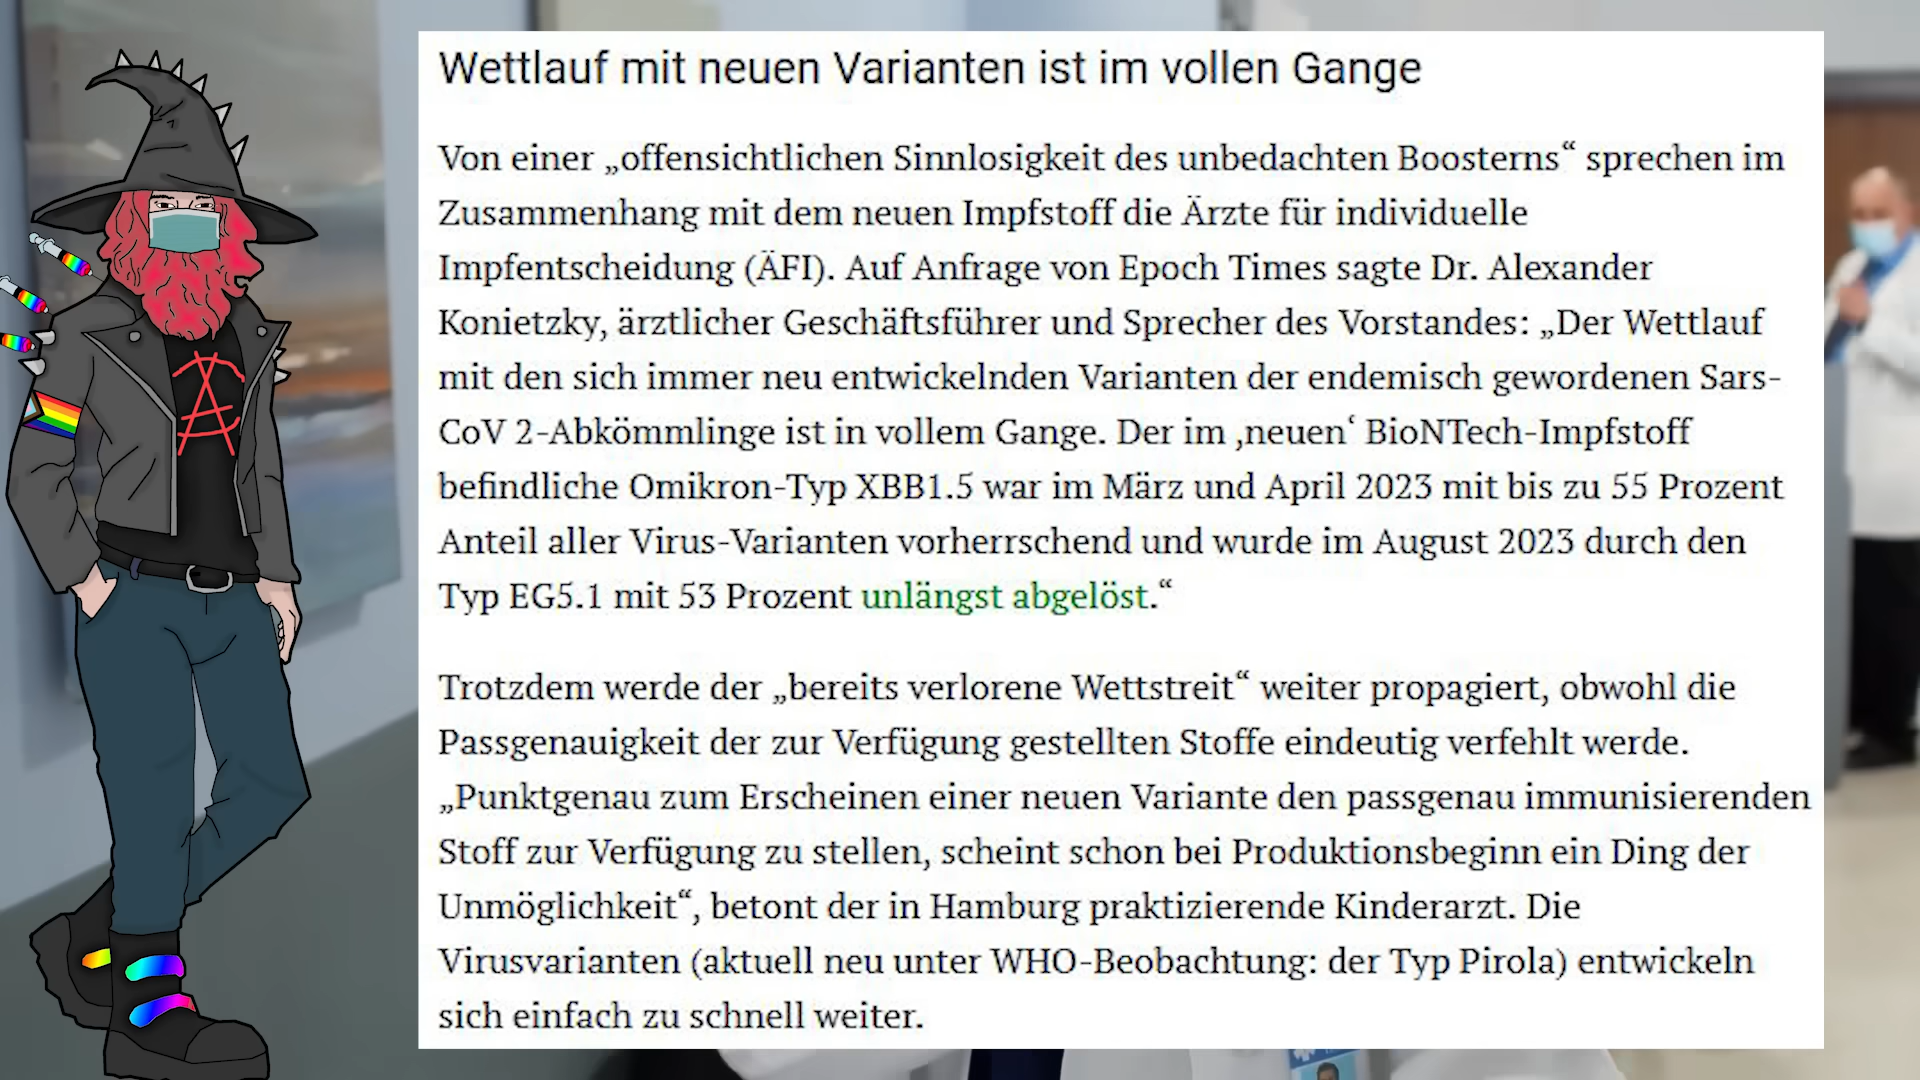 Wettlauf mit neuen Varianten ist im vollen Gange
Von einer „offensichtlichen Sinnlosigkeit des unbedachten Boosterns“ sprechen im
Zusammenhang mit dem neuen Impfstoff die Ärzte für individuelle
Impfentscheidung (ÄFI). Auf Anfrage von Epoch Times sagte Dr. Alexander
Konietzky, ärztlicher Geschäftsführer und Sprecher des Vorstandes: „Der Wettlauf
mit den sich immer neu entwickelnden Varianten der endemisch gewordenen Sars-
CoV 2-Abkömmlinge ist in vollem Gange. Der im ‚neuen‘ BioNTech-Impfstoff
befindliche Omikron-Typ XBB1.5 war im März und April 2023 mit bis zu 55 Prozent
Anteil aller Virus-Varianten vorherrschend und wurde im August 2023 durch den
Typ EG5.1 mit 53 Prozent unlängst abgelöst.“
Trotzdem werde der „bereits verlorene Wettstreit“ weiter propagiert, obwohl die
Passgenauigkeit der zur Verfügung gestellten Stoffe eindeutig verfehlt werde.
„Punktgenau zum Erscheinen einer neuen Variante den passgenau immunisierenden
Stoff zur Verfügung zu stellen, scheint schon bei Produktionsbeginn ein Ding der
Unmöglichkeit“, betont der in Hamburg praktizierende Kinderarzt. Die
Virusvarianten (aktuell neu unter WHO-Beobachtung: der Typ Pirola) entwickeln
sich einfach zu schnell weiter.